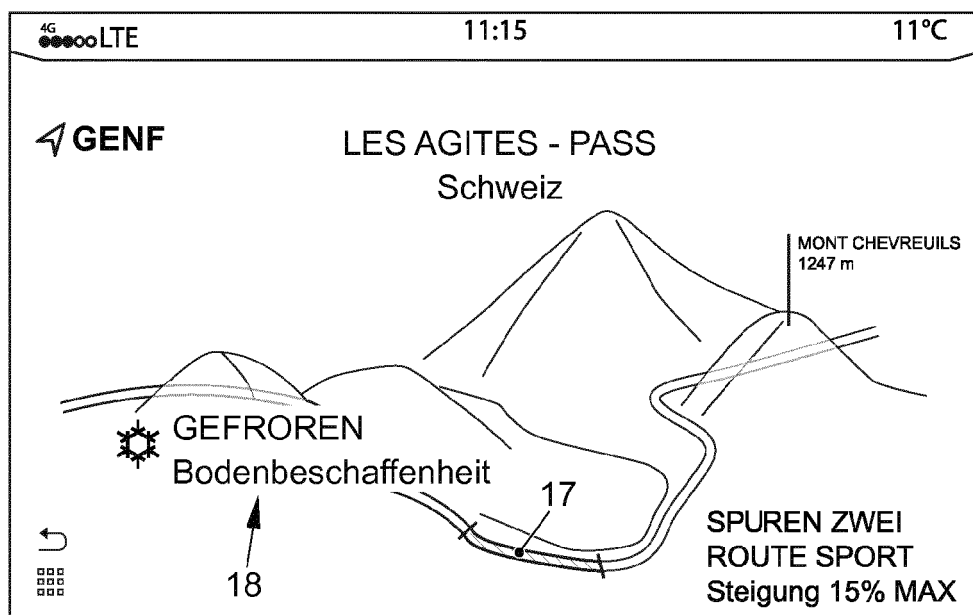 4G
LTE
11:15
11°C
GENF
LES AGITES - PASS
Schweiz
MONT CHEVREUILS
1247 m
GEFROREN
Bodenbeschaffenheit
17
18
SPUREN ZWEI
ROUTE SPORT
Steigung 15% MAX